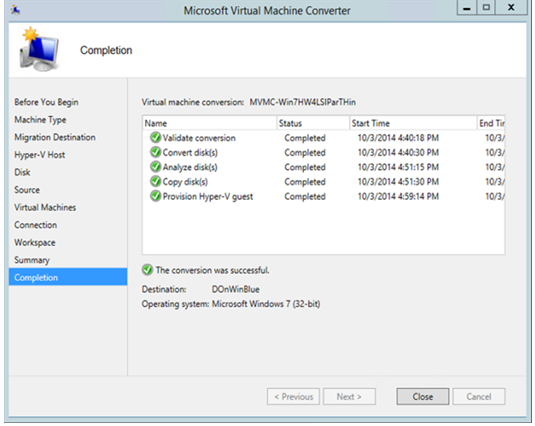 Microsoft Virtual Machine Converter
Completion
Before You Begin
Machine Type
Migration Destination
Hyper-V Host
Disk
Source
Virtual Machines
Connection
Workspace
Summary
Completion
Virtual machine conversion: MVMC-Win7HW4LSIParTHin
Name Status Start Time End Tir
Validate conversion Completed 10/3/2014 4:40:18 PM 10/3/
Convert disk(s) Completed 10/3/2014 4:40:30 PM 10/3/
Analyze disk(s) Completed 10/3/2014 4:51:15 PM 10/3/
Copy disk(s) Completed 10/3/2014 4:51:30 PM 10/3/
Provision Hyper-V guest Completed 10/3/2014 4:59:14 PM 10/3/
The conversion was successful.
Destination: DOnWinBlue
Operating system: Microsoft Windows 7 (32-bit)
< Previous Next > Close Cancel